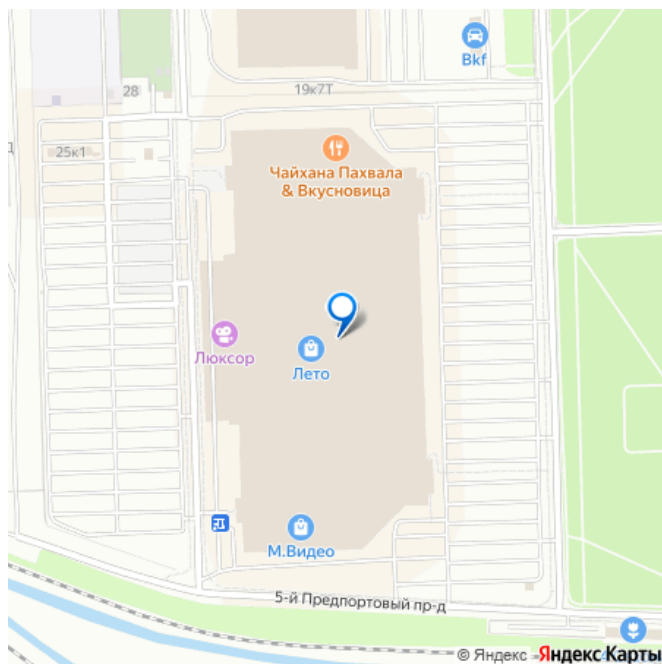 Bkf
19к7Т
28
25к1
Чайхана Пахвала
& Вкусновица
Люксор
Лето
М.Видео
5-й Предпортовый пр-д
© Яндекс Яндекс Карты